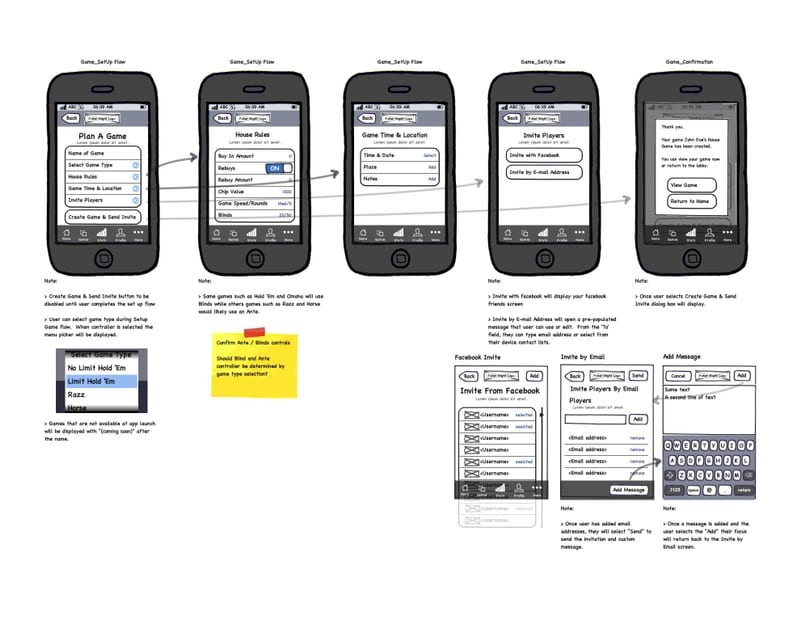 Game_SetUp Flow
Game_SetUp Flow
Game_SetUp Flow
Game_SetUp Flow
Game_Confirmation
ABC
06:39 AM
Back
Plan A Game
Lorem ipsum dolor sit amet.
Name of Game
Select Game Type
House Rules
Game Time & Location
Invite Players
Create Game & Send Invite
Home
Games
Stats
Profile
More
ABC
06:39 AM
Back
House Rules
Lorem ipsum dolor sit amet.
Buy In Amount
Rebuys
ON
Rebuy Amount
Chip Value
Game Speed/Rounds
Blinds
Home
Games
Stats
Profile
More
ABC
06:39 AM
Back
Game Time & Location
Lorem ipsum dolor sit amet.
Time & Date Select
Place Add
Notes Add
Home
Games
Stats
Profile
More
ABC
06:39 AM
Back
Invite Players
Lorem ipsum dolor sit amet.
Invite with Facebook
Invite by E-mail Address
Home
Games
Stats
Profile
More
ABC
06:39 AM
Thank you.
Your game John Doe's House
Game has been created.
You can view your game now
or return to the lobby.
View Game
Return to Home
Home
Games
Stats
Profile
More
Note:
> Create Game & Send Invite button to be
disabled until user completes the set up flow
> User can select game type during Setup
Game flow. When controller is selected the
menu picker will be displayed.
Select Game Type
No Limit Hold 'Em
Limit Hold 'Em
Razz
Horse
> Games that are not available at app launch
will be displayed with "(coming soon)" after
the name.
Note:
> Some games such as Hold 'Em and Omaha will use
Blinds while others games such as Razz and Horse
would likely use an Ante.
Confirm Ante / Blinds controls
Should Blind and Ante
controller be determined by
game type selection?
Note:
> Invite with facebook will display your facebook
friends screen
> Invite by E-mail Address will open a pre-populated
message that user can use or edit. From the 'To'
field, they can type email address or select from
their device contact lists.
Note:
> Once user selects Create Game & Send
Invite dialog box will display.
Facebook Invite
Back
Add
Invite From Facebook
Lorem ipsum dolor sit amet.
<Username> selected
<Username>
<Username> selected
<Username>
<Username> selected
<Username>
Home
Games
Stats
Profile
More
<Username>
<Username>
Invite by Email
Back
Send
Invite Players By Email
Players
Lorem ipsum dolor sit amet.
Add
<Email address> remove
<Email address> remove
<Email address> remove
<Email address> remove
Add Message
Note:
> Once user has added email
addresses, they will select "Send" to
send the invitation and custom
message.
Add Message
Cancel
Add
Some text
A second line of text
Q W E R T Y U I O P
A S D F G H J K L
Z X C V B N M
.?123 space @ . return
Note:
> Once a message is added and the
user selects the "Add" their focus
will return back to the Invite by
Email screen.